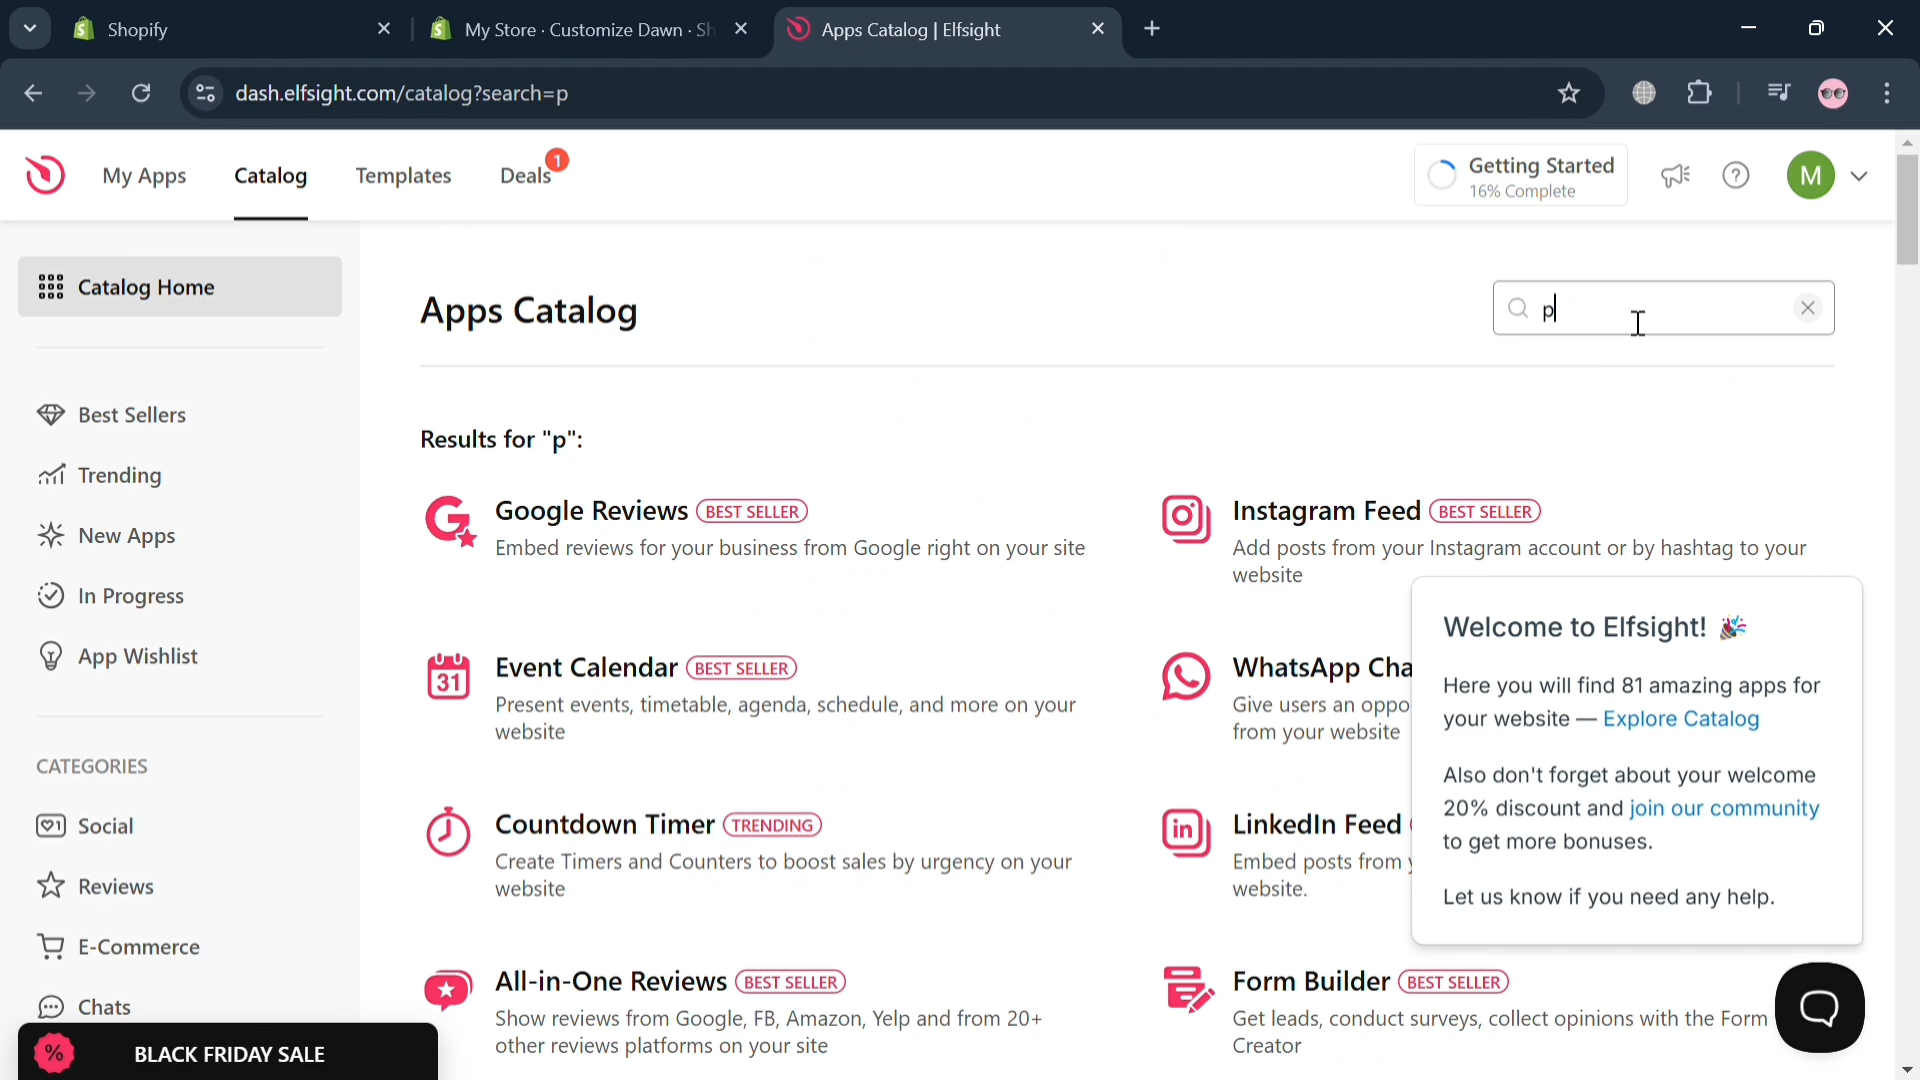 Shopify
My Store · Customize Dawn · Sh
Apps Catalog | Elfsight
dash.elfsight.com/catalog?search=p
My Apps
Catalog
Templates
Deals
1
Getting Started
16% Complete
?
M
Catalog Home
Best Sellers
Trending
New Apps
In Progress
App Wishlist
CATEGORIES
Social
Reviews
E-Commerce
Chats
% BLACK FRIDAY SALE
Apps Catalog
p
Results for "p":
Google Reviews BEST SELLER
Embed reviews for your business from Google right on your site
Instagram Feed BEST SELLER
Add posts from your Instagram account or by hashtag to your
website
31
Event Calendar BEST SELLER
Present events, timetable, agenda, schedule, and more on your
website
WhatsApp Cha
Give users an oppo
from your website
Countdown Timer TRENDING
Create Timers and Counters to boost sales by urgency on your
website
in
LinkedIn Feed
Embed posts from
website.
All-in-One Reviews BEST SELLER
Show reviews from Google, FB, Amazon, Yelp and from 20+
other reviews platforms on your site
Form Builder BEST SELLER
Get leads, conduct surveys, collect opinions with the Form
Creator
Welcome to Elfsight! 🎉
Here you will find 81 amazing apps for
your website — Explore Catalog
Also don't forget about your welcome
20% discount and join our community
to get more bonuses.
Let us know if you need any help.